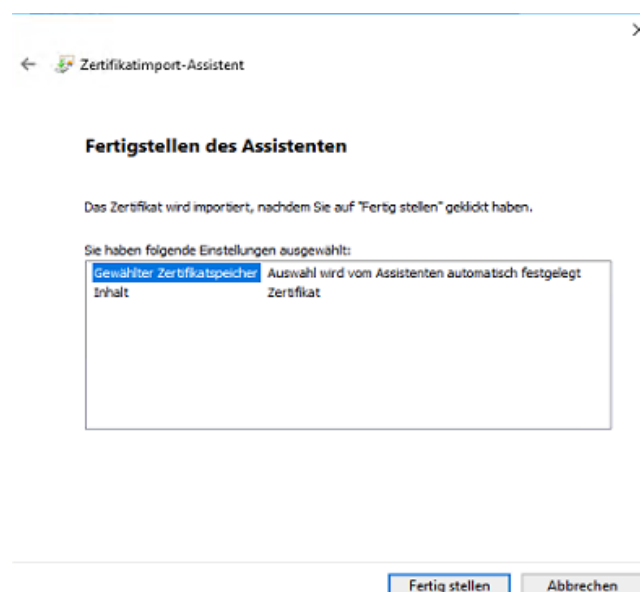 Zertifikatimport-Assistent
Fertigstellen des Assistenten
Das Zertifikat wird importiert, nachdem Sie auf "Fertig stellen" geklickt haben.
Sie haben folgende Einstellungen ausgewählt:
Gewählter Zertifikatspeicher Auswahl wird vom Assistenten automatisch festgelegt
Inhalt Zertifikat
Fertig stellen Abbrechen